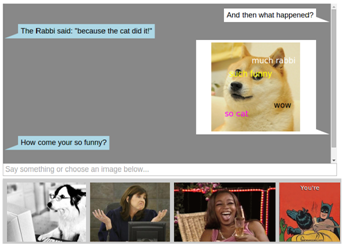 And then what happened?
The Rabbi said: "because the cat did it!"
much rabbi
such funny
wow
so cat.
How come your so funny?
Say something or choose an image below...
You're